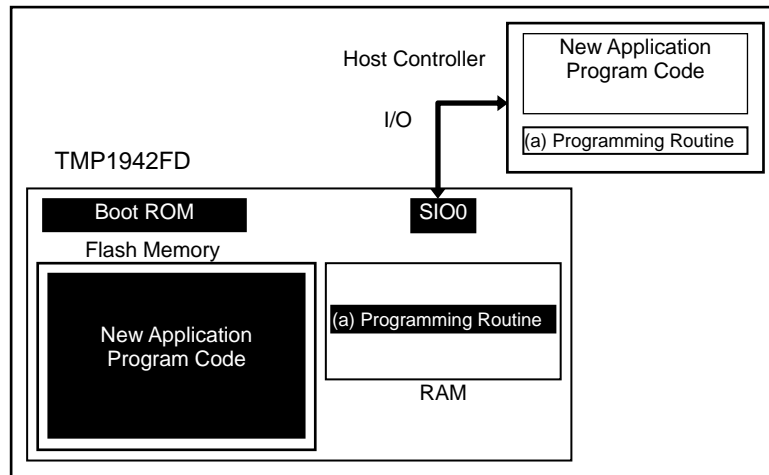 Host Controller
New Application
Program Code
I/O
(a) Programming Routine
TMP1942FD
Boot ROM
SIO0
Flash Memory
New Application
Program Code
(a) Programming Routine
RAM